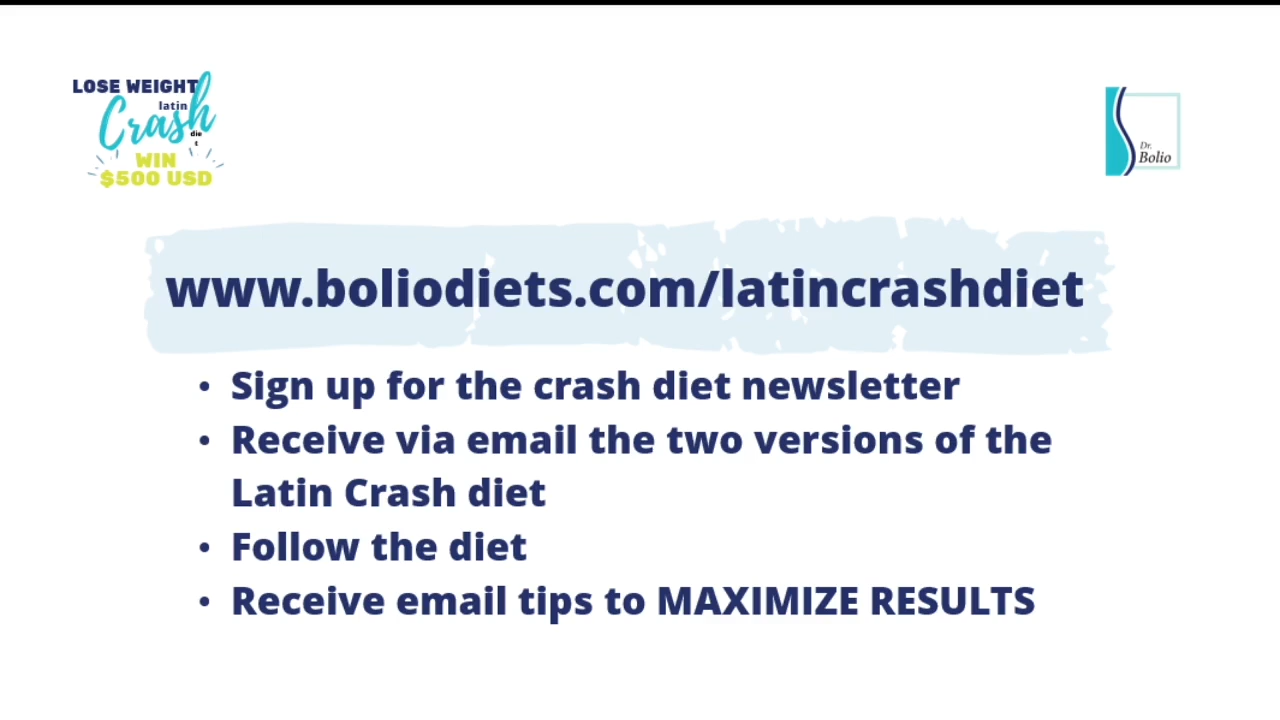 LOSE WEIGHT
latin
Crash
die
t
WIN
$500 USD
Dr.
Bolio
www.boliodiets.com/latincrashdiet
• Sign up for the crash diet newsletter
• Receive via email the two versions of the
Latin Crash diet
• Follow the diet
• Receive email tips to MAXIMIZE RESULTS